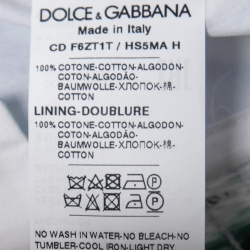 DOLCE & GABBANA
Made in Italy
CD F6ZT1T / HS5MA H
100% COTONE-COTTON-ALGODON-
COTON-ALGODÃO-
BAUMWOLLE-ХЛОПОК-棉-
COTTON
LINING-DOUBLURE
100% COTONE-COTTON-ALGODON-
COTON-ALGODÃO-
BAUMWOLLE-ХЛОПОК-棉-
COTTON
P
P
NO WASH IN WATER-NO BLEACH-NO
TUMBLER-COOL IRON-LIGHT DRY